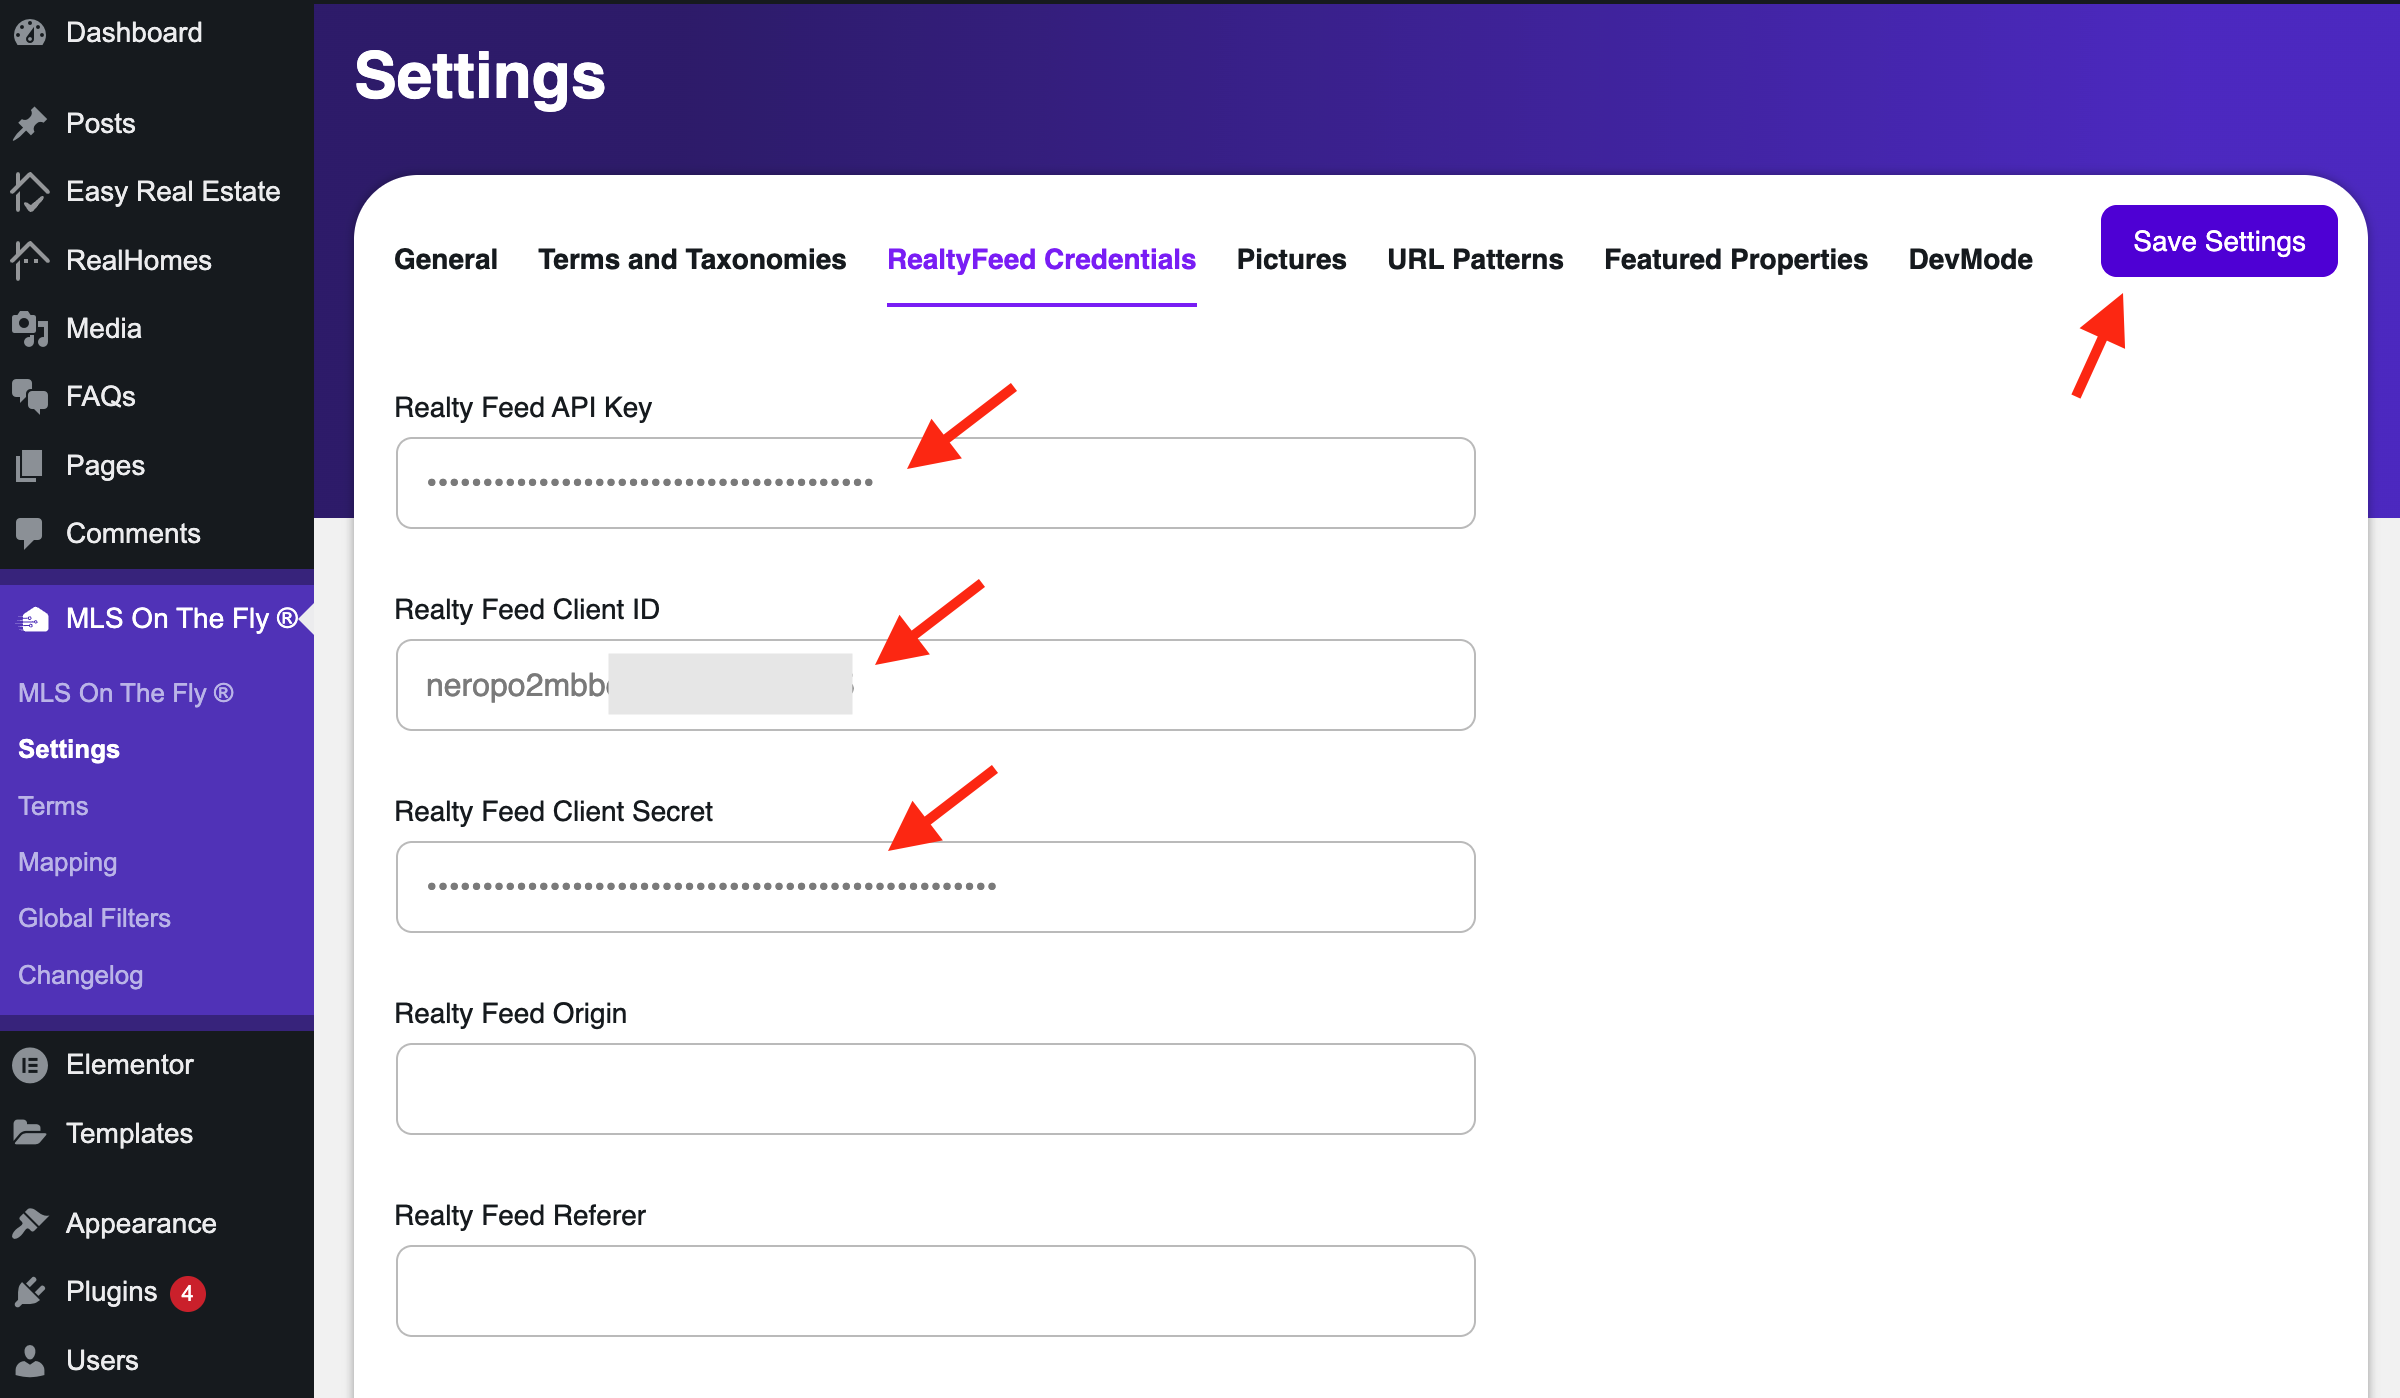 Dashboard
Posts
Easy Real Estate
RealHomes
Media
FAQs
Pages
Comments
MLS On The Fly ®
MLS On The Fly ®
Settings
Terms
Mapping
Global Filters
Changelog
Elementor
Templates
Appearance
Plugins 4
Users
Settings
General Terms and Taxonomies RealtyFeed Credentials Pictures URL Patterns Featured Properties DevMode
Save Settings
Realty Feed API Key
Realty Feed Client ID
neropo2mbb
Realty Feed Client Secret
Realty Feed Origin
Realty Feed Referer